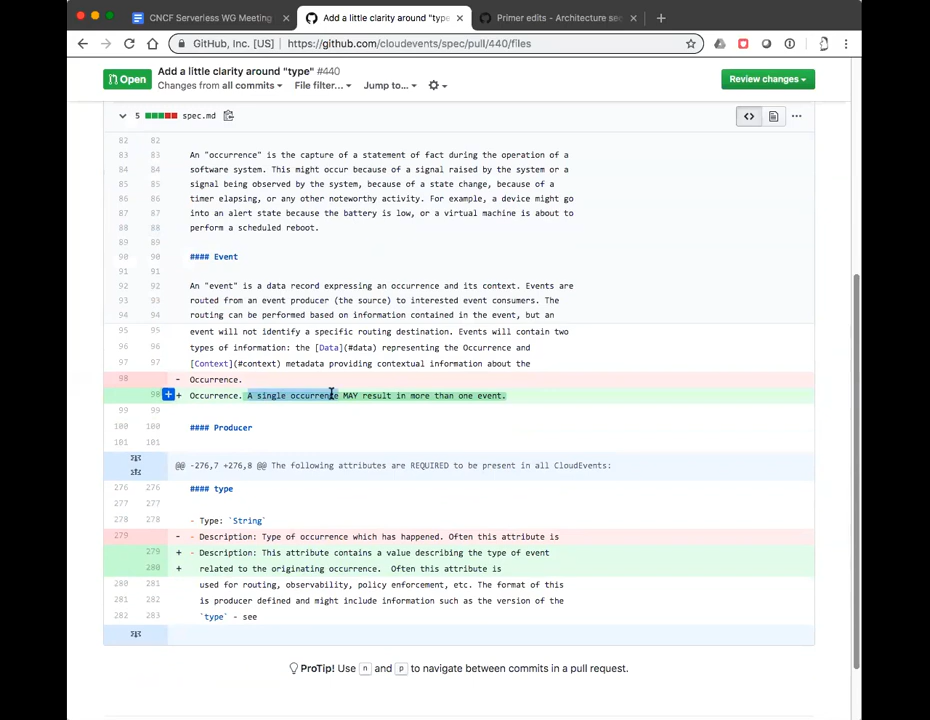 CNCF Serverless WG Meeting
Add a little clarity around "type
Primer edits - Architecture se
GitHub, Inc. [US] https://github.com/cloudevents/spec/pull/440/files
Open
Add a little clarity around "type" #440
Changes from all commits File filter... Jump to...
Review changes
5 spec.md
82 82
83 83 An "occurrence" is the capture of a statement of fact during the operation of a
84 84 software system. This might occur because of a signal raised by the system or a
85 85 signal being observed by the system, because of a state change, because of a
86 86 timer elapsing, or any other noteworthy activity. For example, a device might go
87 87 into an alert state because the battery is low, or a virtual machine is about to
88 88 perform a scheduled reboot.
89 89
90 90 #### Event
91 91
92 92 An "event" is a data record expressing an occurrence and its context. Events are
93 93 routed from an event producer (the source) to interested event consumers. The
94 94 routing can be performed based on information contained in the event, but an
95 95 event will not identify a specific routing destination. Events will contain two
96 96 types of information: the [Data](#data) representing the Occurrence and
97 97 [Context](#context) metadata providing contextual information about the
98 - Occurrence.
98 + Occurrence. A single occurrence MAY result in more than one event.
99 99
100 100 #### Producer
101 101
@@ -276,7 +276,8 @@ The following attributes are REQUIRED to be present in all CloudEvents:
276 276 #### type
277 277
278 278 - Type: `String`
279 - - Description: Type of occurrence which has happened. Often this attribute is
279 + - Description: This attribute contains a value describing the type of event
280 + related to the originating occurrence. Often this attribute is
280 281 used for routing, observability, policy enforcement, etc. The format of this
281 282 is producer defined and might include information such as the version of the
282 283 `type` - see
ProTip! Use n and p to navigate between commits in a pull request.